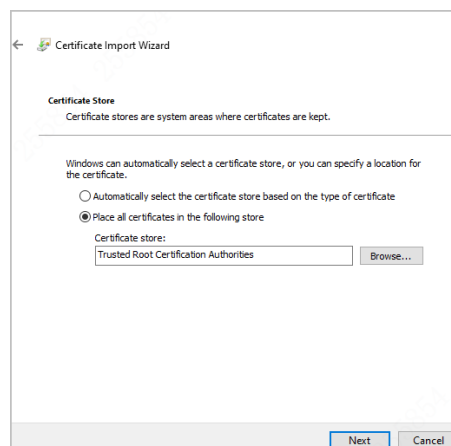 Certificate Import Wizard
Certificate Store
Certificate stores are system areas where certificates are kept.
Windows can automatically select a certificate store, or you can specify a location for
the certificate.
Automatically select the certificate store based on the type of certificate
Place all certificates in the following store
Certificate store:
Trusted Root Certification Authorities
Browse...
Next
Cancel